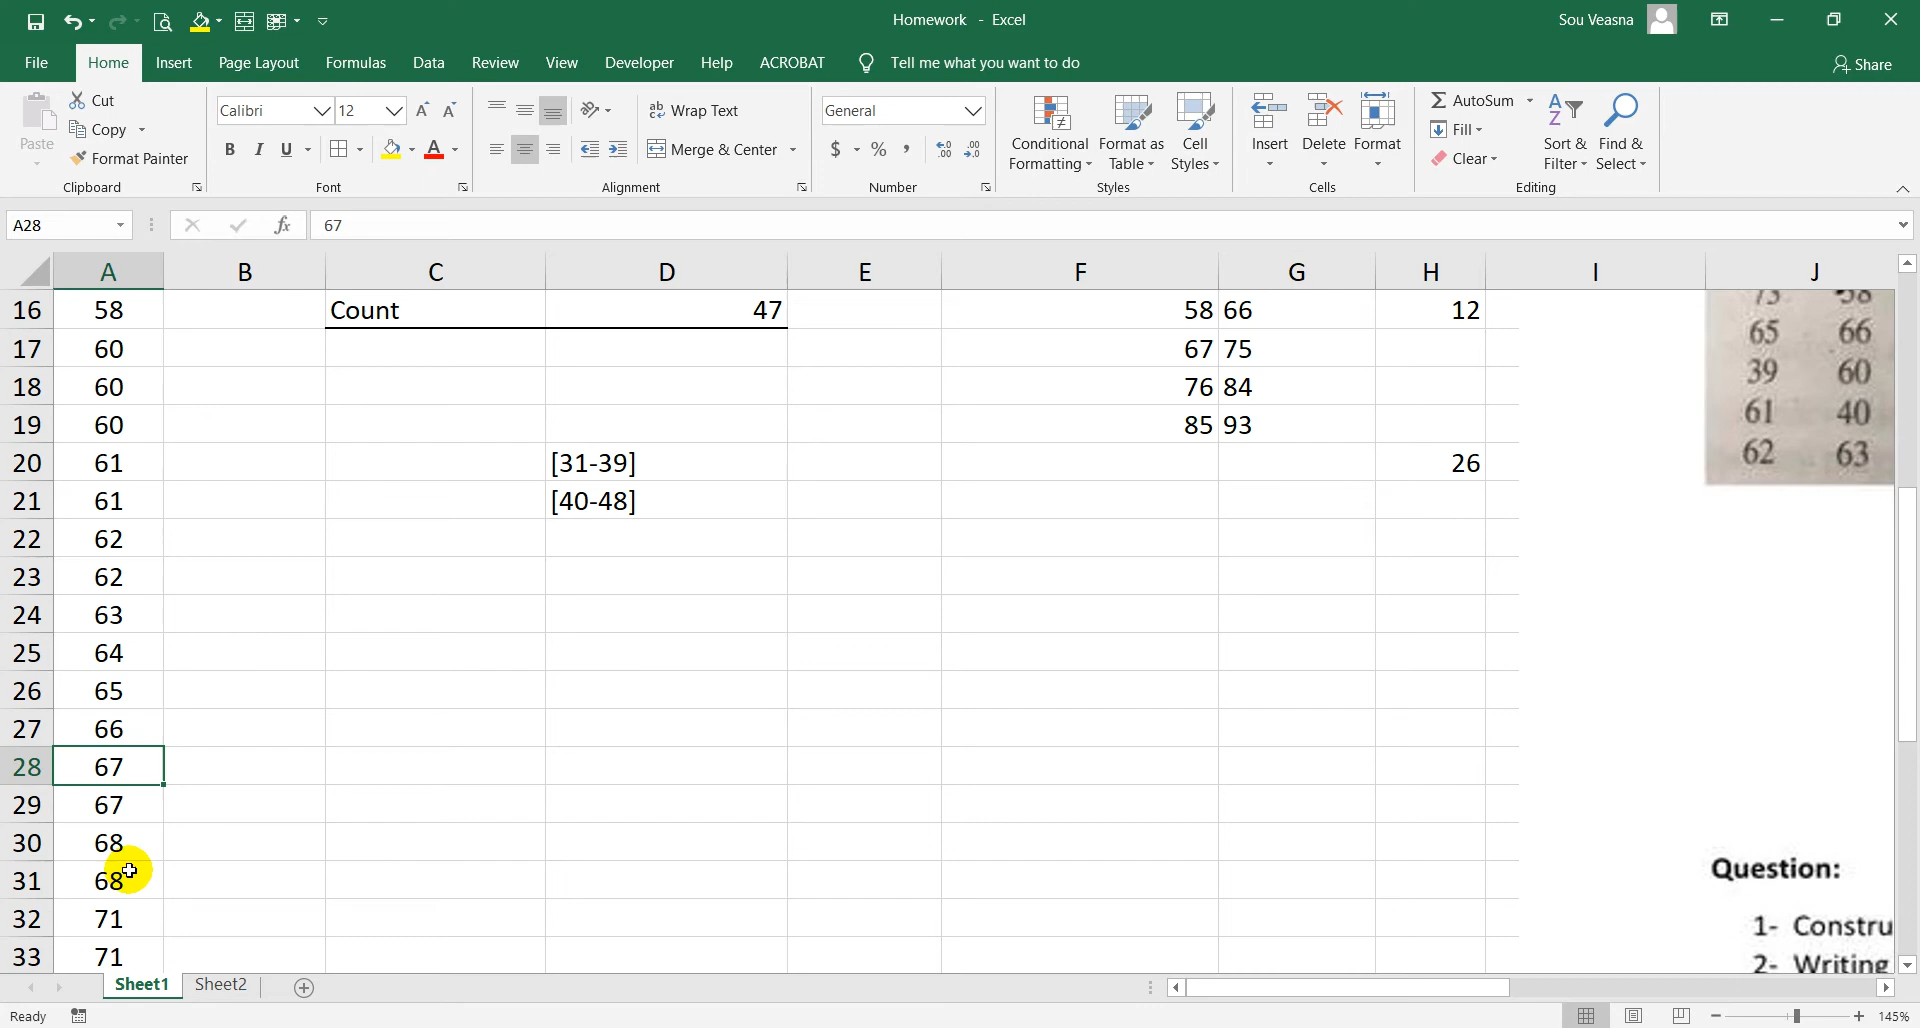 Homework - Excel
Sou Veasna
File Home Insert Page Layout Formulas Data Review View Developer Help ACROBAT Tell me what you want to do Share
Paste
Cut
Copy
Format Painter
Clipboard
Calibri 12
B I U
Font
Wrap Text
Merge & Center
Alignment
General
$ % ,
Number
Conditional Formatting
Format as Table
Cell Styles
Styles
Insert Delete Format
Cells
AutoSum
Fill
Clear
Sort & Filter
Find & Select
Editing
A28 fx 67
A B C D E F G H I J
16 58 Count 47 58 66 12
17 60 67 75 65 66
18 60 76 84 39 60
19 60 85 93 61 40
20 61 [31-39] 26 62 63
21 61 [40-48]
22 62
23 62
24 63
25 64
26 65
27 66
28 67
29 67
30 68
31 68 Question:
32 71 1- Constru
33 71 2- Writing
Sheet1 Sheet2
Ready 145%